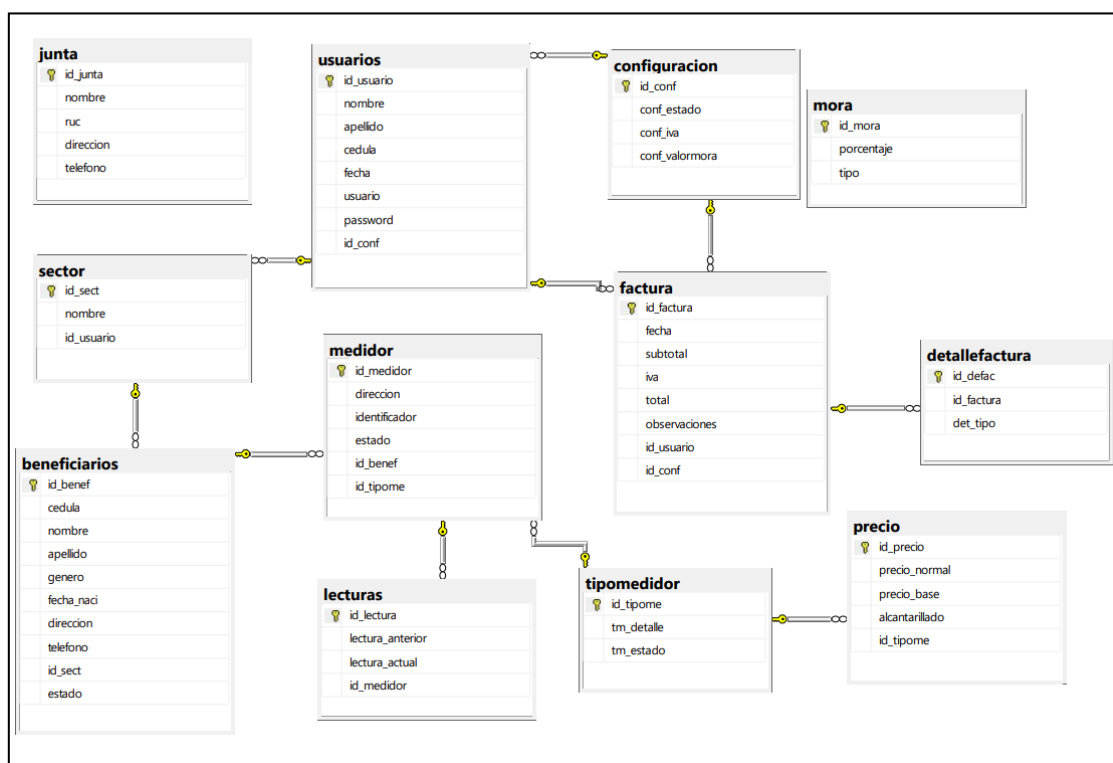 junta
id_junta
nombre
ruc
direccion
telefono
usuarios
id_usuario
nombre
apellido
cedula
fecha
usuario
password
id_conf
configuracion
id_conf
conf_estado
conf_iva
conf_valormora
mora
id_mora
porcentaje
tipo
sector
id_sect
nombre
id_usuario
medidor
id_medidor
direccion
identificador
estado
id_benef
id_tipome
factura
id_factura
fecha
subtotal
iva
total
observaciones
id_usuario
id_conf
detallefactura
id_defac
id_factura
det_tipo
beneficiarios
id_benef
cedula
nombre
apellido
genero
fecha_naci
direccion
telefono
id_sect
estado
lecturas
id_lectura
lectura_anterior
lectura_actual
id_medidor
tipomedidor
id_tipome
tm_detalle
tm_estado
precio
id_precio
precio_normal
precio_base
alcantarillado
id_tipome